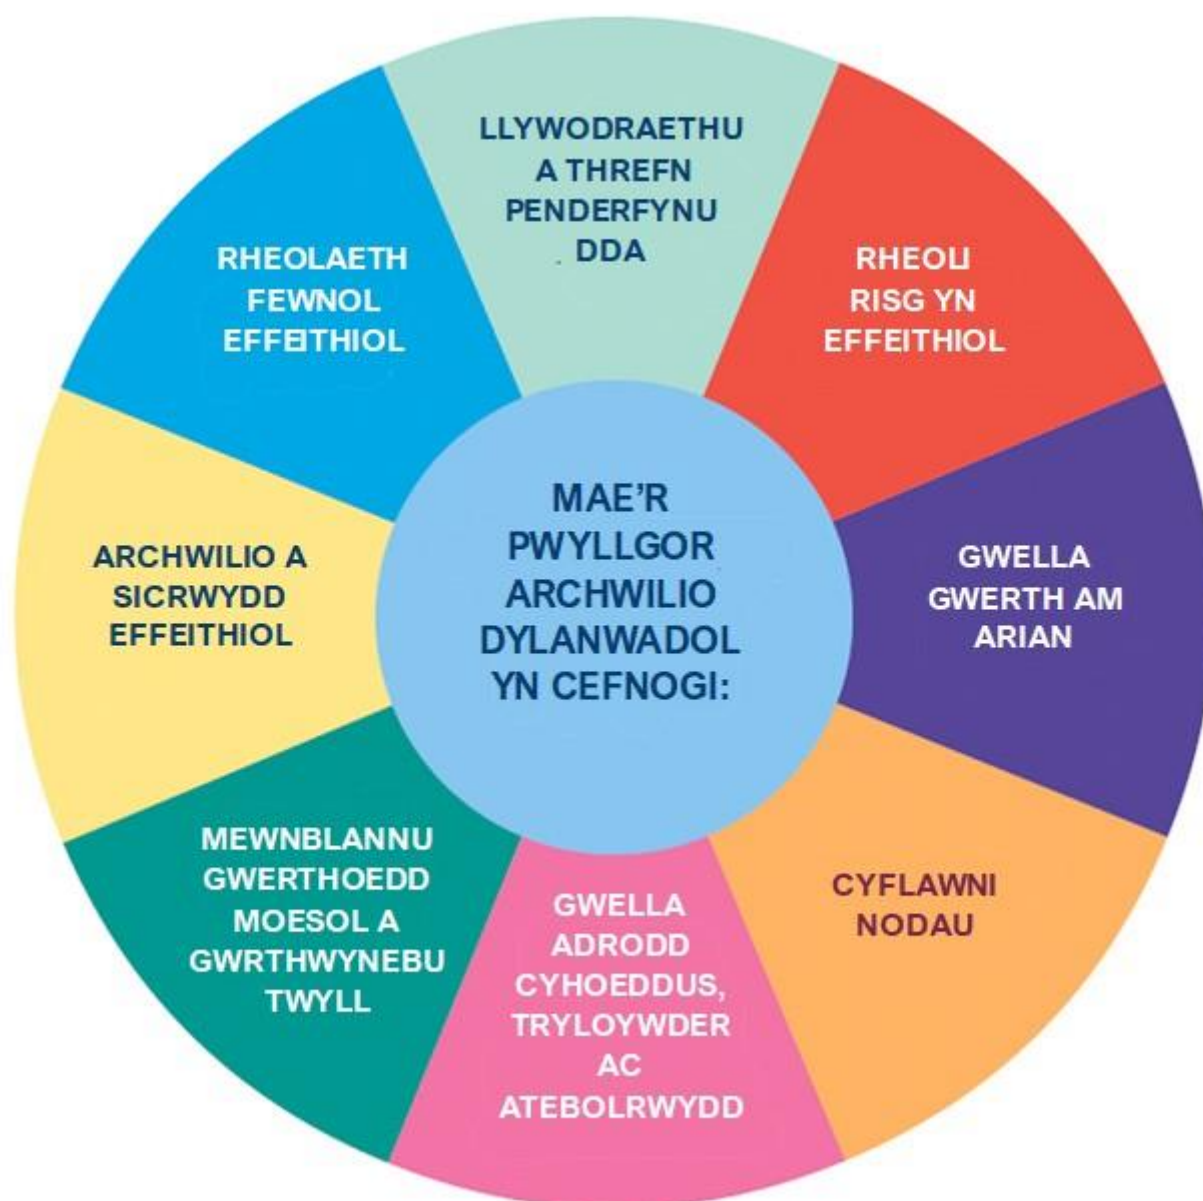 MAE'R
PWYLLGOR
ARCHWILIO
DYLANWADOL
YN CEFNOGI:
LLYWODRAETHU
A THREFN
PENDERFYNU
DDA
RHEOLI
RISG YN
EFFEITHIOL
GWELLA
GWERTH AM
ARIAN
CYFLAWNI
NODAU
GWELLA
ADRODD
CYHOEDDUS,
TRYLOYWDER
AC
ATEBOLRWYDD
MEWNBLANNU
GWERTHOEDD
MOESOL A
GWRTHWYNEBU
TWYLL
ARCHWILIO A
SICRWYDD
EFFEITHIOL
RHEOLAETH
FEWNOL
EFFEITHIOL